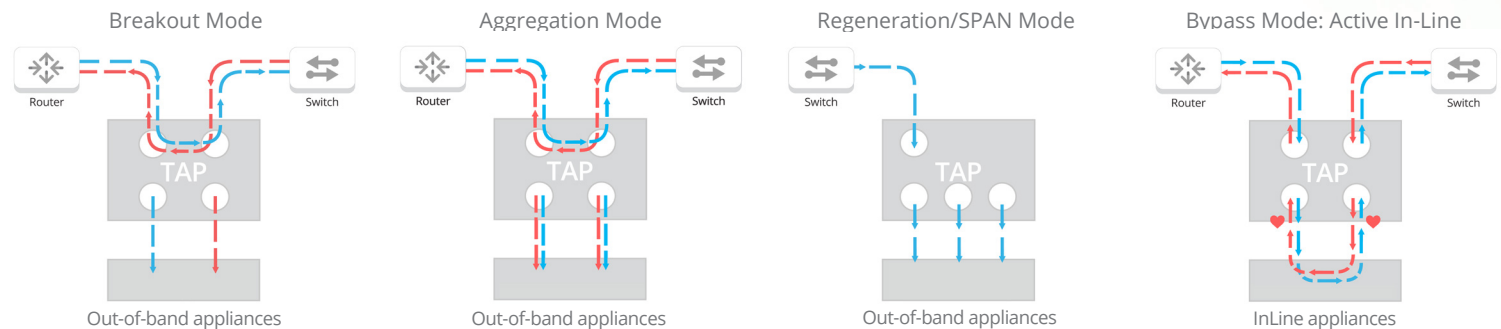 Breakout Mode
Router
Switch
TAP
Out-of-band appliances
Aggregation Mode
Router
Switch
TAP
Out-of-band appliances
Regeneration/SPAN Mode
Switch
TAP
Out-of-band appliances
Bypass Mode: Active In-Line
Router
Switch
TAP
InLine appliances